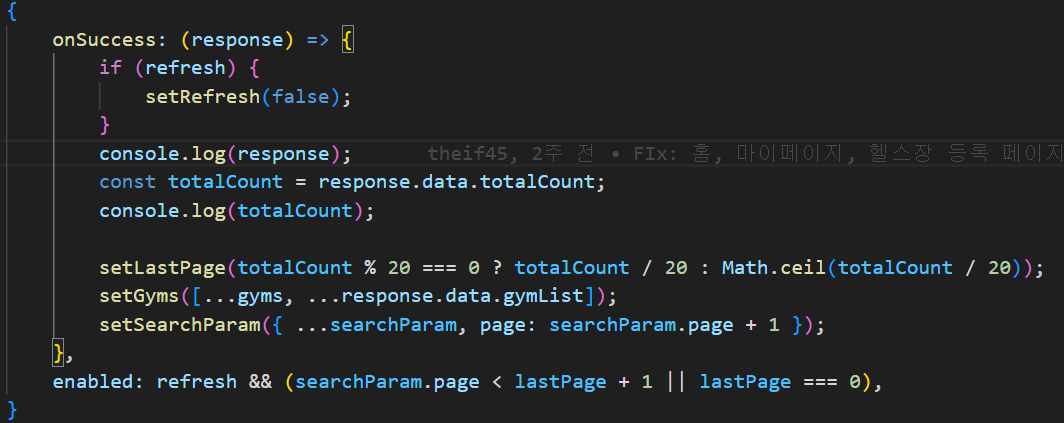 {
onSuccess: (response) => {
if (refresh) {
setRefresh(false);
}
console.log(response); theif45, 2주 전 • FIx: 홈, 마이페이지, 헬스장 등록 페이지
const totalCount = response.data.totalCount;
console.log(totalCount);
setLastPage(totalCount % 20 === 0 ? totalCount / 20 : Math.ceil(totalCount / 20));
setGyms([...gyms, ...response.data.gymList]);
setSearchParam({ ...searchParam, page: searchParam.page + 1 });
},
enabled: refresh && (searchParam.page < lastPage + 1 || lastPage === 0),
}